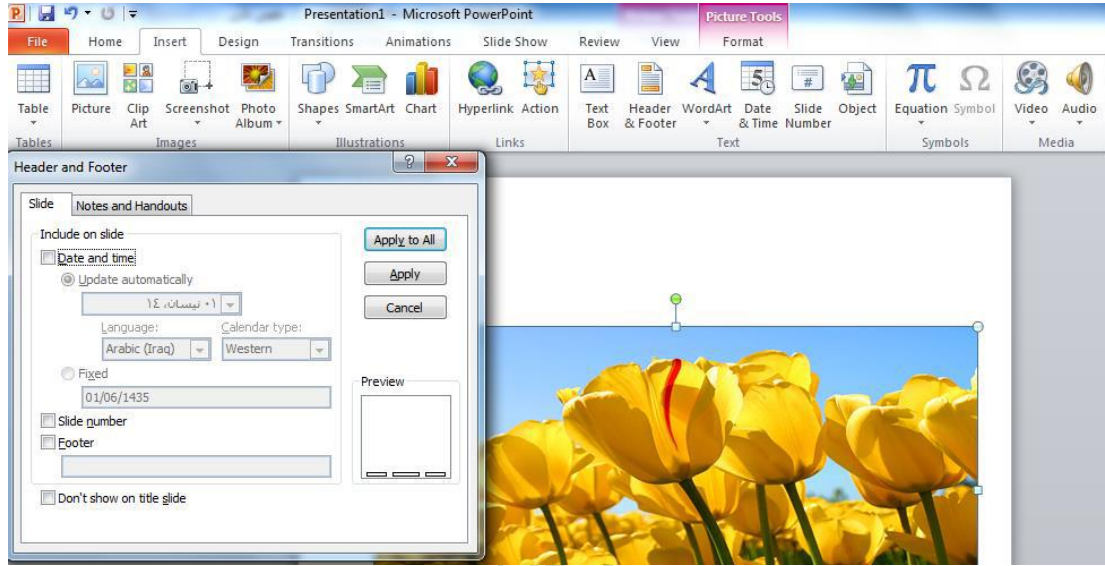 Presentation1 - Microsoft PowerPoint
Picture Tools
File Home Insert Design Transitions Animations Slide Show Review View Format
Table Picture Clip Art Screenshot Photo Album Shapes SmartArt Chart Hyperlink Action Text Box Header & Footer WordArt Date & Time Slide Number Object Equation Symbol Video Audio
Tables Images Illustrations Links Text Symbols Media
Header and Footer
Slide Notes and Handouts
Include on slide
Apply to All
Date and time
Update automatically
Apply
٠١ نيسان، ١٤
Cancel
Language: Calendar type:
Arabic (Iraq) Western
Fixed
Preview
01/06/1435
Slide number
Footer
Don't show on title slide